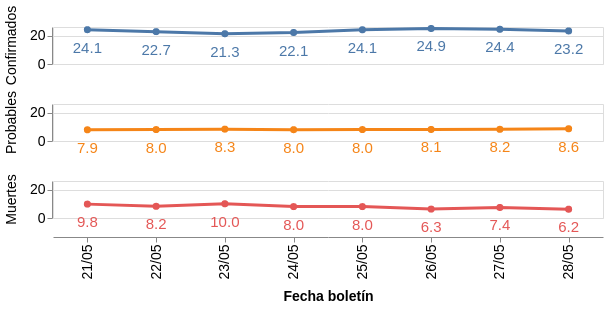 Confirmados
20
0
24.1 22.7 21.3 22.1 24.1 24.9 24.4 23.2
Probables
20
0
7.9 8.0 8.3 8.0 8.0 8.1 8.2 8.6
Muertes
20
0
9.8 8.2 10.0 8.0 8.0 6.3 7.4 6.2
21/05 22/05 23/05 24/05 25/05 26/05 27/05 28/05
Fecha boletín